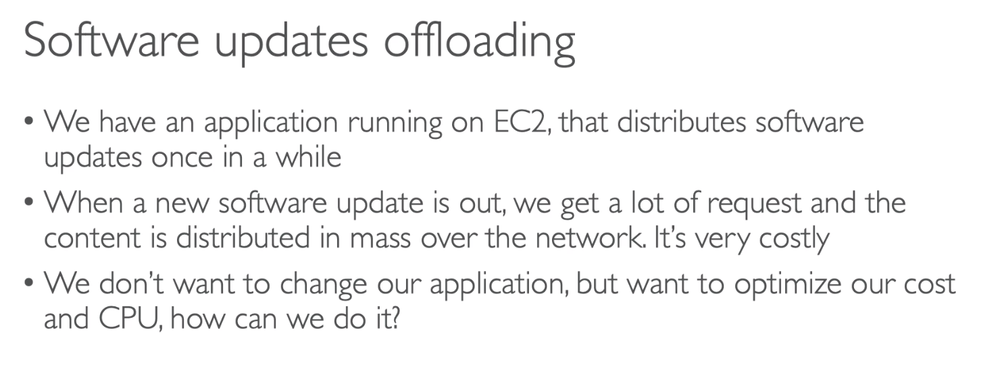 Software updates offloading
• We have an application running on EC2, that distributes software
updates once in a while
• When a new software update is out, we get a lot of request and the
content is distributed in mass over the network. It’s very costly
• We don’t want to change our application, but want to optimize our cost
and CPU, how can we do it?